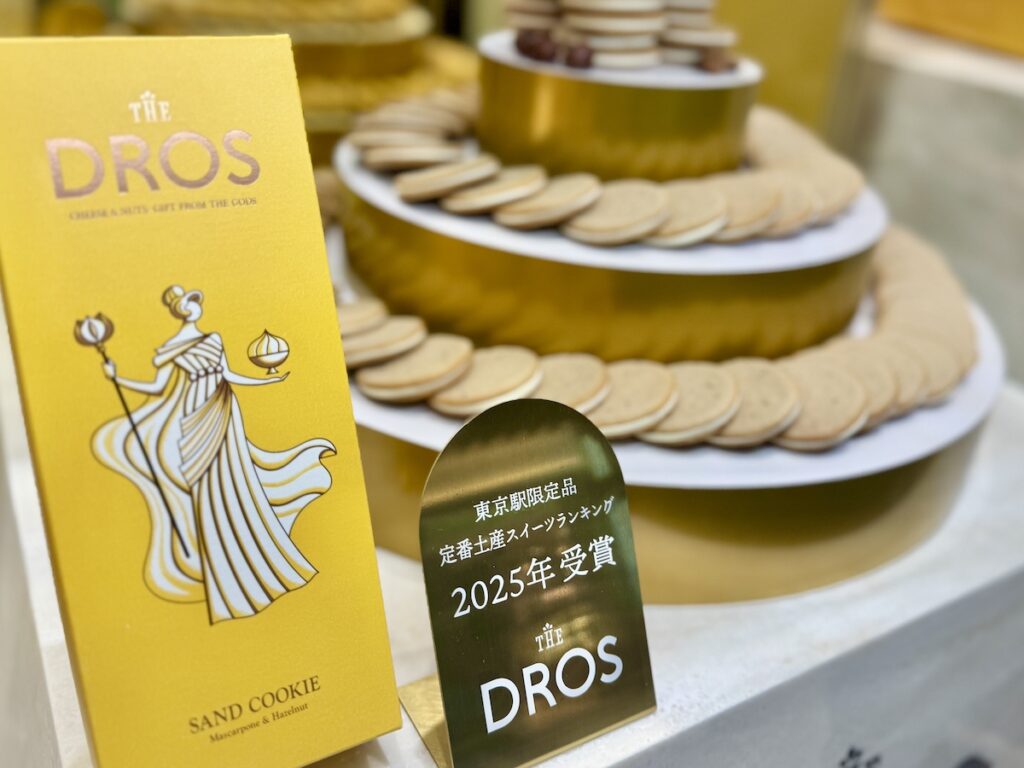 THE
DROS
CHEESE & NUTS - GIFT FROM THE GODS
SAND COOKIE
Mascarpone & Hazelnut
東京駅限定品
定番土産スイーツランキング
2025年 受賞
THE
DROS